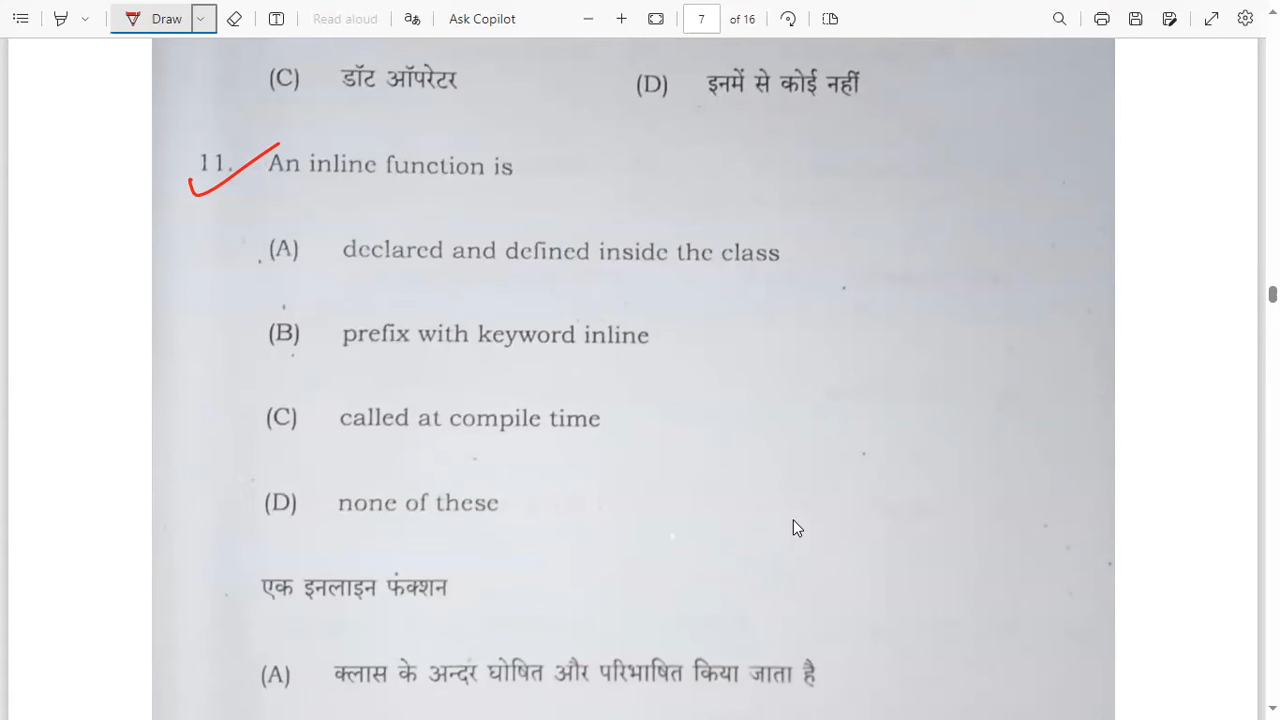 Draw
Read aloud
aあ
Ask Copilot
7
of 16
(C) डॉट ऑपरेटर
(D) इनमें से कोई नहीं
11. An inline function is
(A) declared and defined inside the class
(B) prefix with keyword inline
(C) called at compile time
(D) none of these
एक इनलाइन फंक्शन
(A) क्लास के अन्दर घोषित और परिभाषित किया जाता है